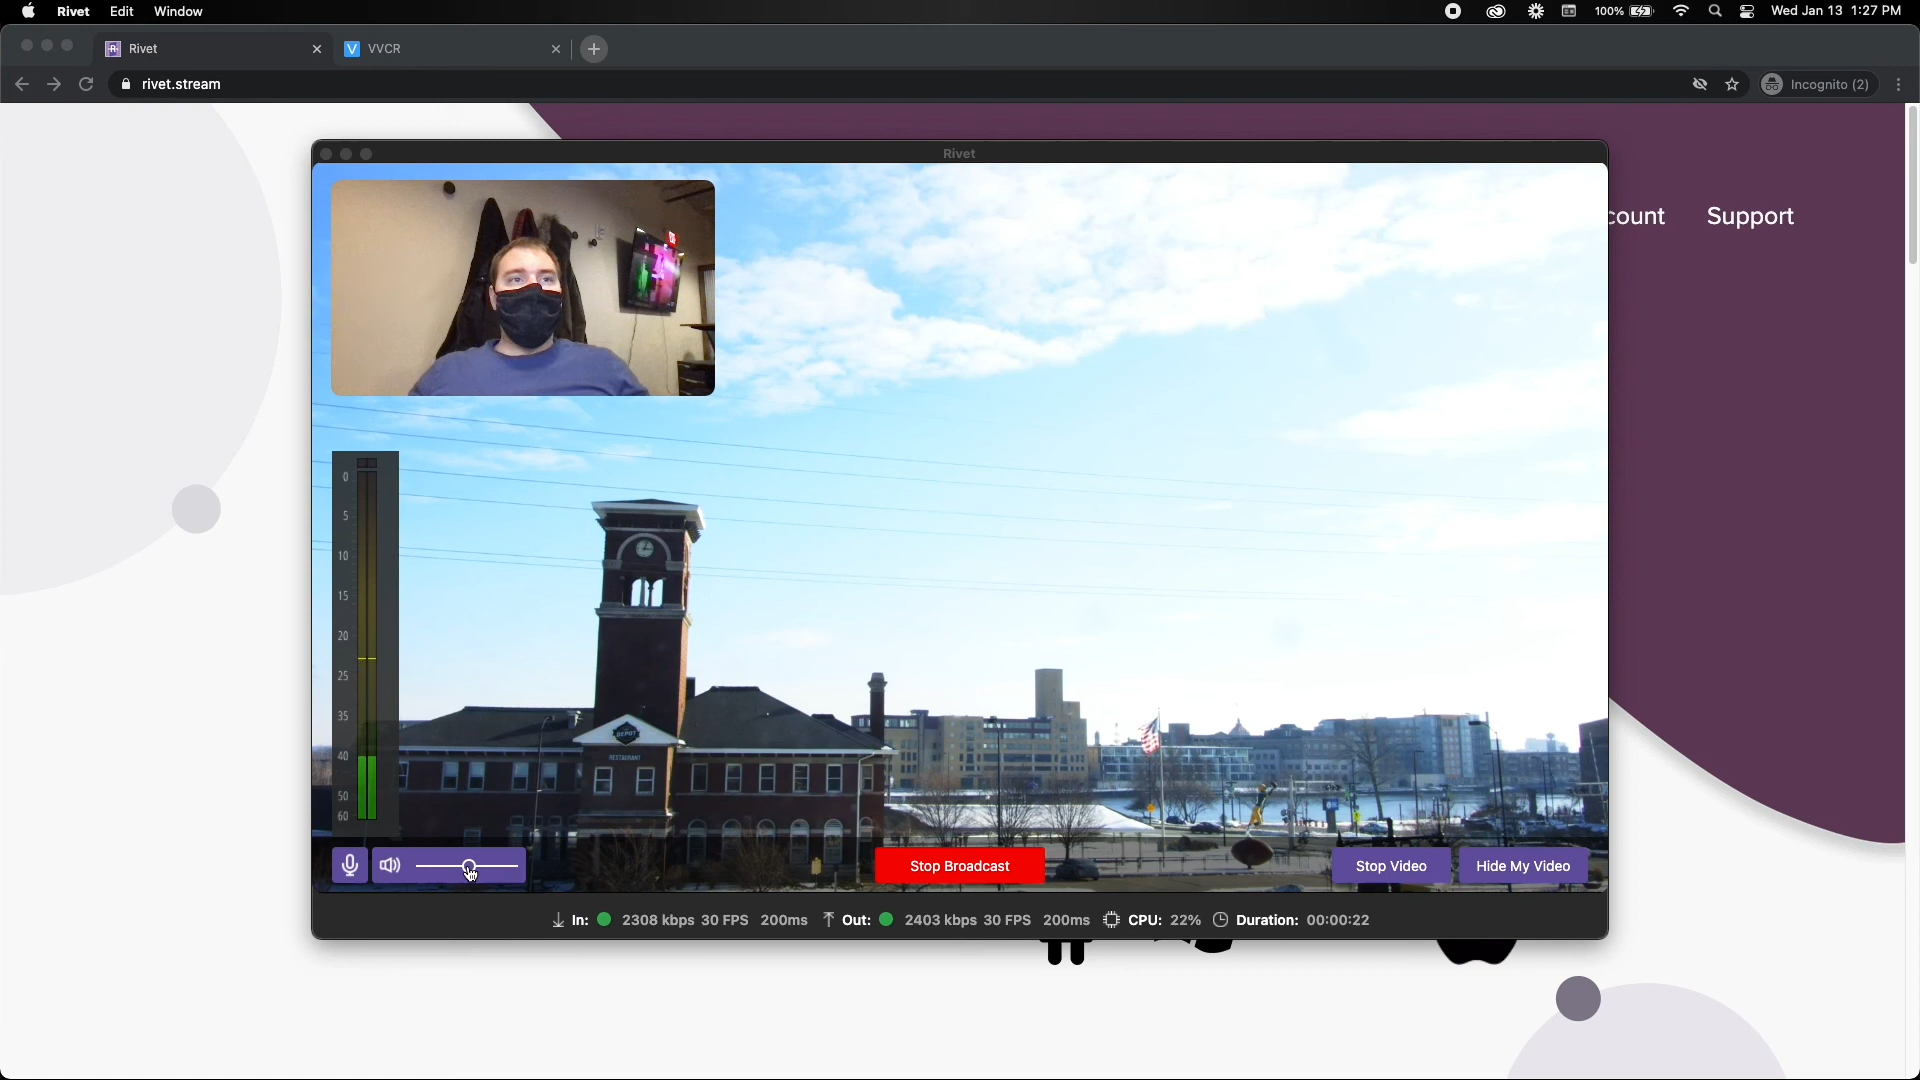 Rivet Edit Window
100% Wed Jan 13 1:27 PM
Rivet
V VVCR
rivet.stream
Incognito (2)
Rivet
count Support
0
5
10
15
20
25
35
40
50
60
DEPOT
RESTAURANT
Stop Broadcast
Stop Video
Hide My Video
In: 2308 kbps 30 FPS 200ms Out: 2403 kbps 30 FPS 200ms CPU: 22% Duration: 00:00:22